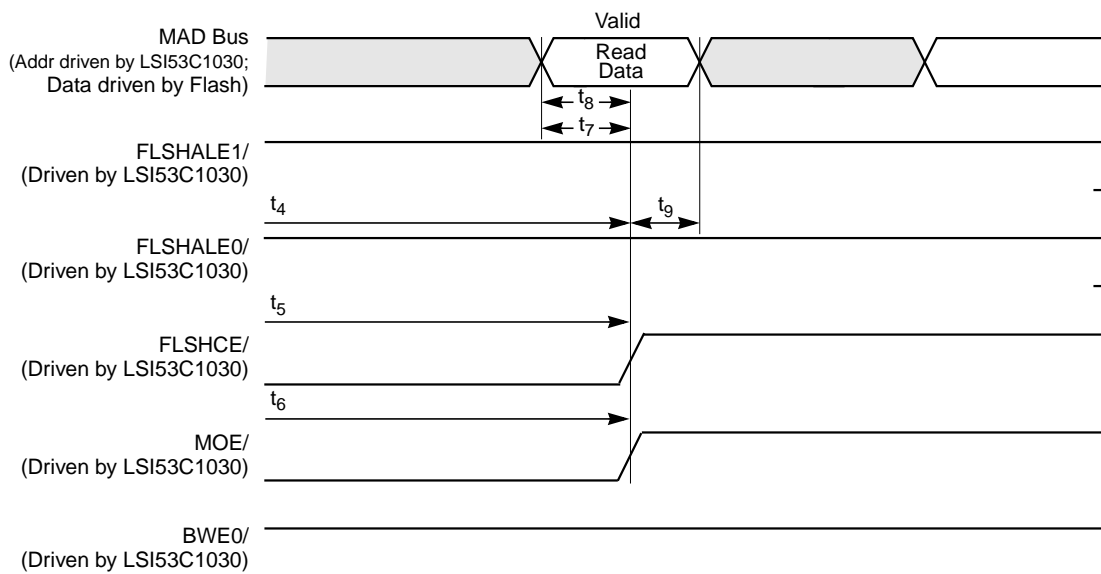 Valid
MAD Bus
(Addr driven by LSI53C1030;
Data driven by Flash)
Read
Data
t8
t7
FLSHALE1/
(Driven by LSI53C1030)
t4
t9
FLSHALE0/
(Driven by LSI53C1030)
t5
FLSHCE/
(Driven by LSI53C1030)
t6
MOE/
(Driven by LSI53C1030)
BWE0/
(Driven by LSI53C1030)